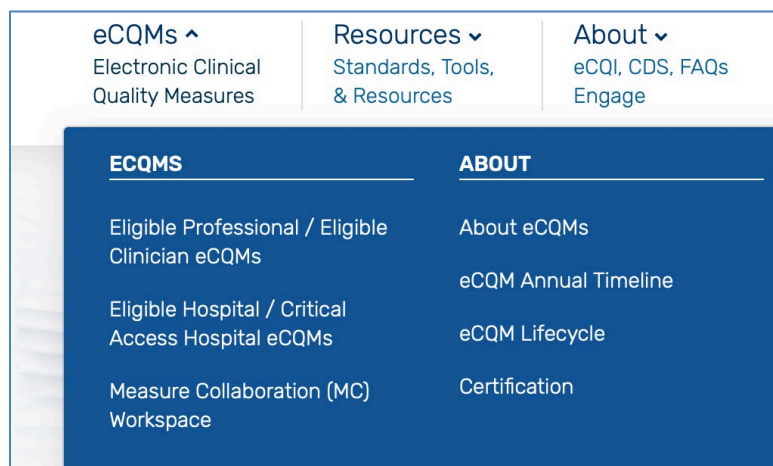 eCQMs
Electronic Clinical
Quality Measures
Resources
Standards, Tools,
& Resources
About
eCQI, CDS, FAQs
Engage
ECQMS
Eligible Professional / Eligible
Clinician eCQMs
Eligible Hospital / Critical
Access Hospital eCQMs
Measure Collaboration (MC)
Workspace
ABOUT
About eCQMs
eCQM Annual Timeline
eCQM Lifecycle
Certification